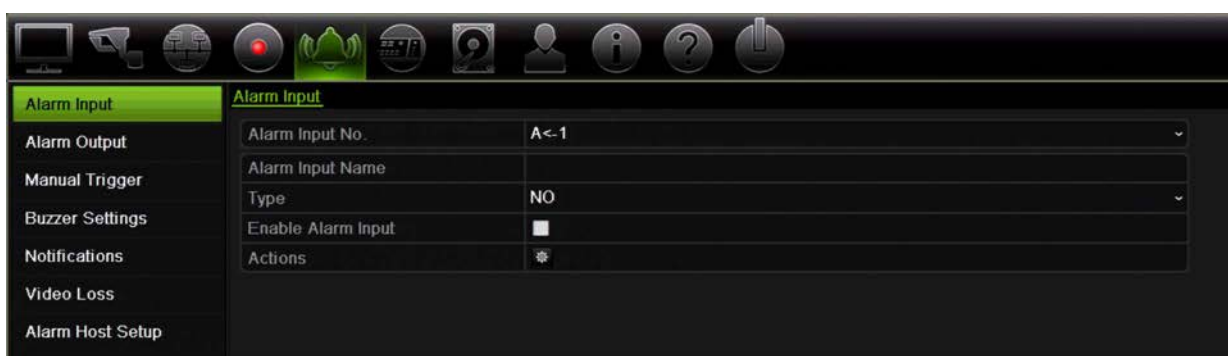 Alarm Input
Alarm Output
Manual Trigger
Buzzer Settings
Notifications
Video Loss
Alarm Host Setup
Alarm Input
Alarm Input No. A<-1
Alarm Input Name
Type NO
Enable Alarm Input
Actions